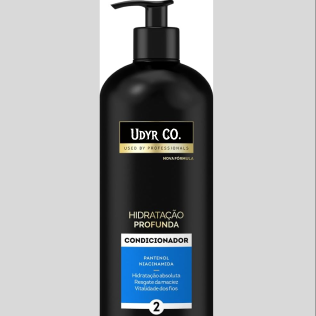 UDYR CO.
USED BY PROFESSIONALS
NOVA FÓRMULA
HIDRATAÇÃO
PROFUNDA
CONDICIONADOR
PANTENOL
NIACINAMIDA
Hidratação absoluta
Resgate da maciez
Vitalidade dos fios
2